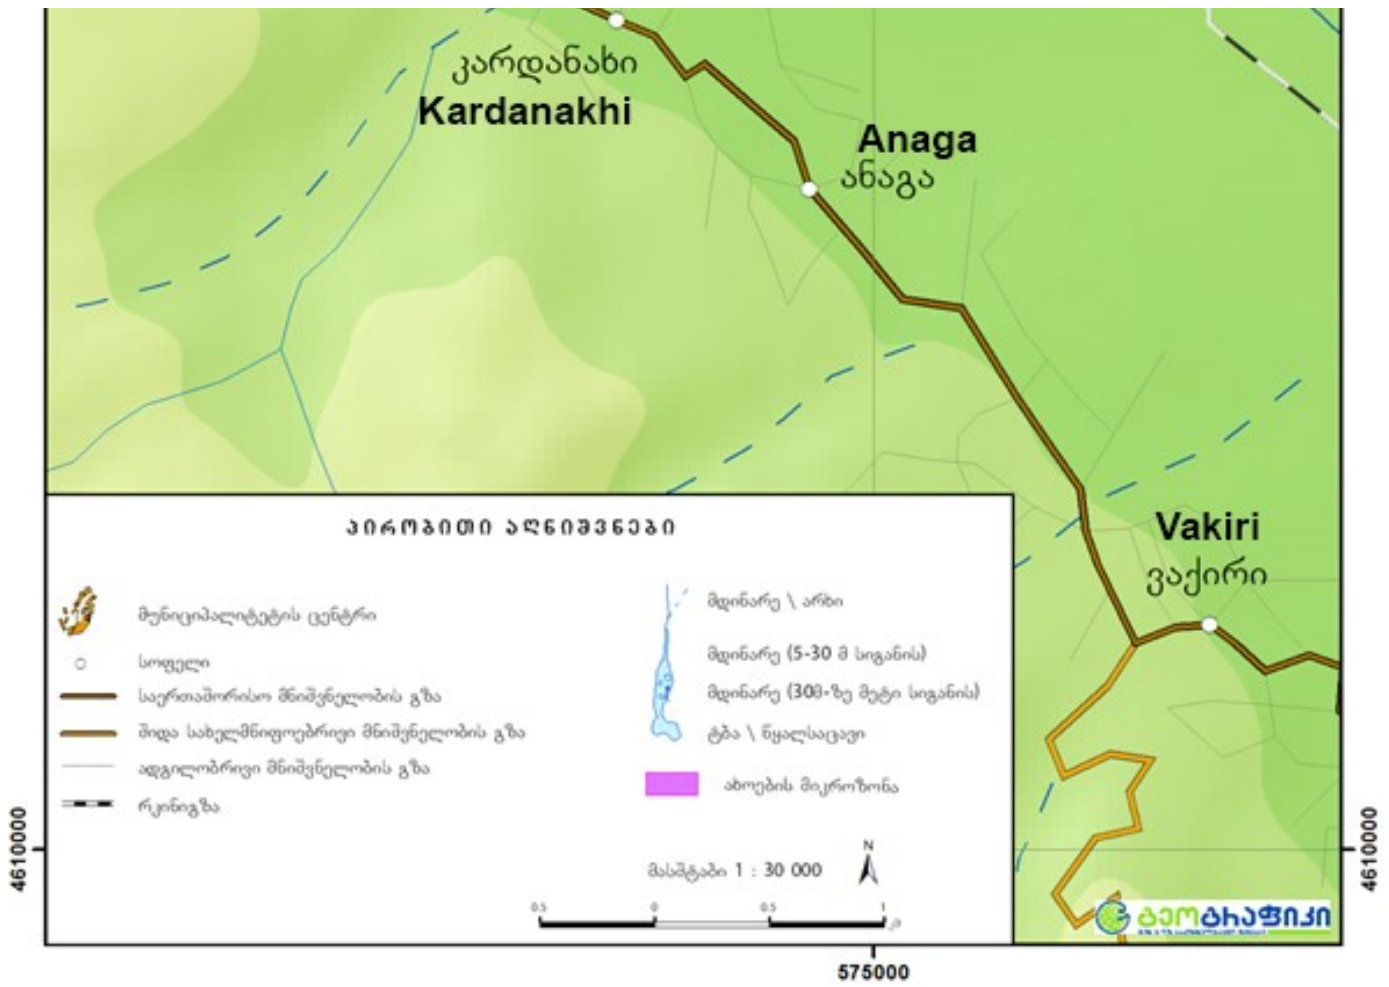 კარდანახი
Kardanakhi
Anaga
ანაგა
Vakiri
ვაქირი
პირობითი აღნიშვნები
მუნიციპალიტეტის ცენტრი
სოფელი
საერთაშორისო მნიშვნელობის გზა
შიდა სახელმწიფოებრივი მნიშვნელობის გზა
ადგილობრივი მნიშვნელობის გზა
რკინიგზა
მდინარე \ არხი
მდინარე (5-30 მ სიგანის)
მდინარე (30მ-ზე მეტი სიგანის)
ტბა \ წყალსაცავი
ახოების მიკროზონა
მასშტაბი 1 : 30 000
N
0.5 0 0.5 1
კმ
გეოგრაფიკი
4610000
4610000
575000